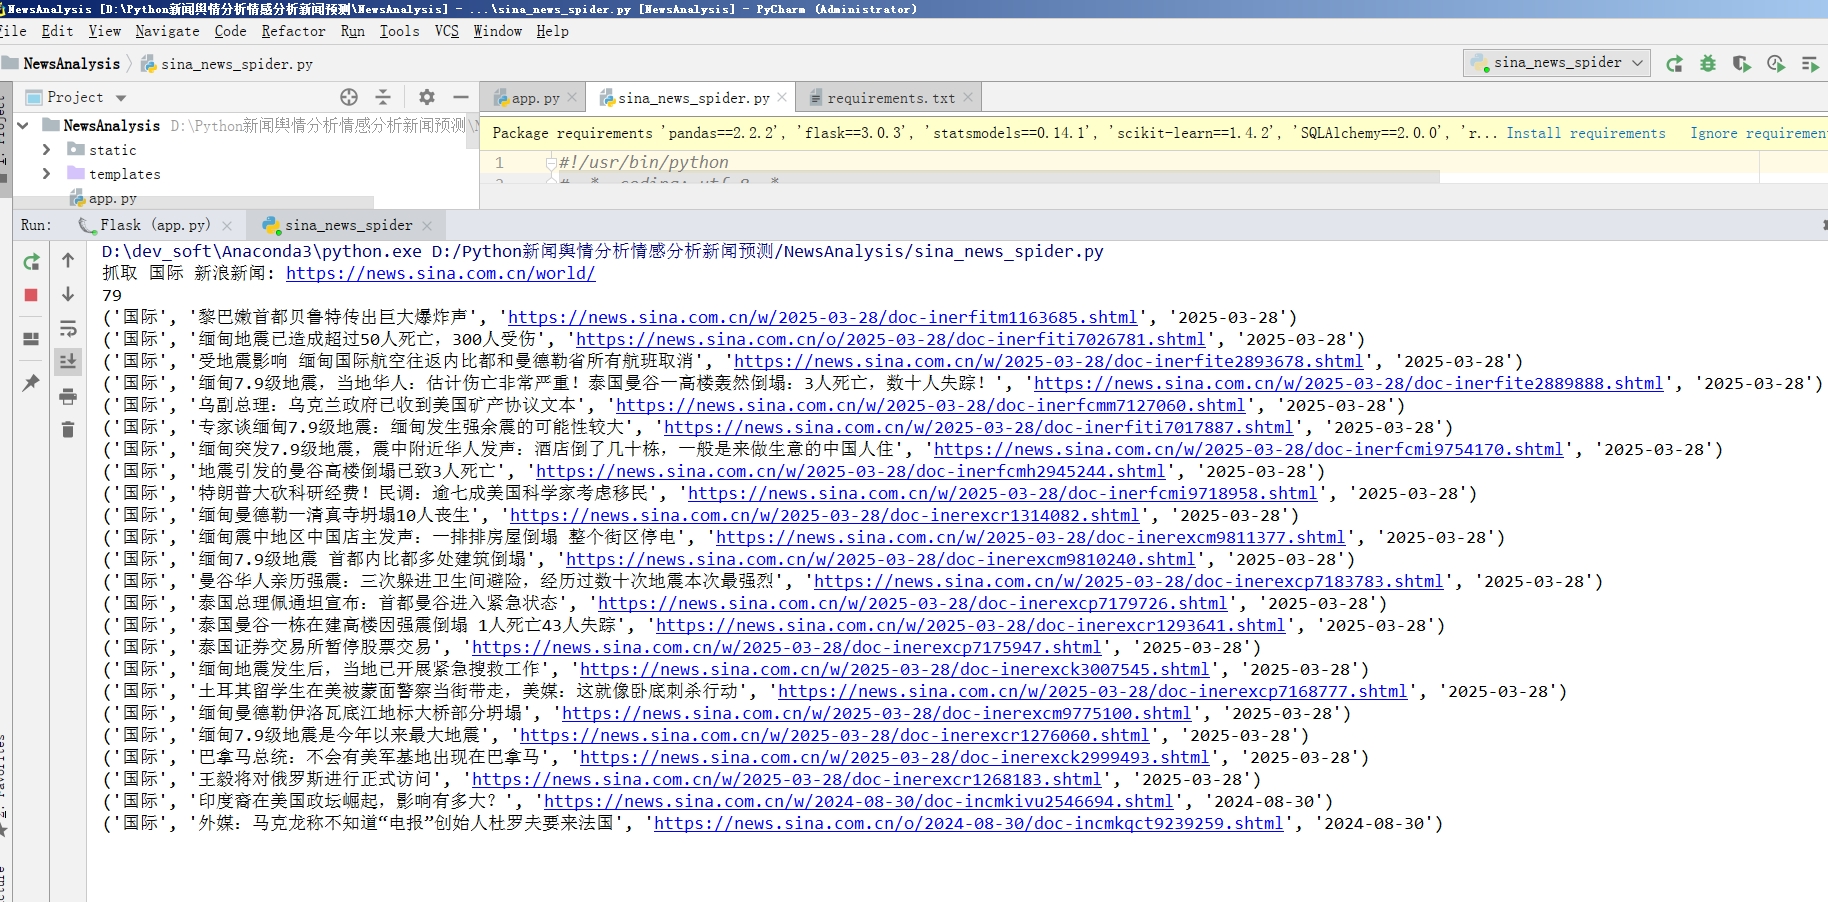 NewsAnalysis [D:\Python新闻舆情分析情感分析新闻预测\NewsAnalysis] - ...\sina_news_spider.py [NewsAnalysis] - PyCharm (Administrator)
File Edit View Navigate Code Refactor Run Tools VCS Window Help
NewsAnalysis sina_news_spider.py sina_news_spider
Project app.py sina_news_spider.py requirements.txt
NewsAnalysis D:\Python新闻舆情分析情感分析新闻预测\
Package requirements 'pandas==2.2.2', 'flask==3.0.3', 'statsmodels==0.14.1', 'scikit-learn==1.4.2', 'SQLAlchemy==2.0.0', 'r... Install requirements Ignore requiremen
static
templates
app.py
1 #!/usr/bin/python
Run: Flask (app.py) sina_news_spider
D:\dev_soft\Anaconda3\python.exe D:/Python新闻舆情分析情感分析新闻预测/NewsAnalysis/sina_news_spider.py
抓取 国际 新浪新闻: https://news.sina.com.cn/world/
79
('国际', '黎巴嫩首都贝鲁特传出巨大爆炸声', 'https://news.sina.com.cn/w/2025-03-28/doc-inerfitm1163685.shtml', '2025-03-28')
('国际', '缅甸地震已造成超过50人死亡，300人受伤', 'https://news.sina.com.cn/o/2025-03-28/doc-inerfiti7026781.shtml', '2025-03-28')
('国际', '受地震影响 缅甸国际航空往返内比都和曼德勒省所有航班取消', 'https://news.sina.com.cn/w/2025-03-28/doc-inerfite2893678.shtml', '2025-03-28')
('国际', '缅甸7.9级地震，当地华人：估计伤亡非常严重！泰国曼谷一高楼轰然倒塌：3人死亡，数十人失踪！', 'https://news.sina.com.cn/w/2025-03-28/doc-inerfite2889888.shtml', '2025-03-28')
('国际', '乌副总理：乌克兰政府已收到美国矿产协议文本', 'https://news.sina.com.cn/w/2025-03-28/doc-inerfcmm7127060.shtml', '2025-03-28')
('国际', '专家谈缅甸7.9级地震：缅甸发生强余震的可能性较大', 'https://news.sina.com.cn/w/2025-03-28/doc-inerfiti7017887.shtml', '2025-03-28')
('国际', '缅甸突发7.9级地震，震中附近华人发声：酒店倒了几十栋，一般是来做生意的中国人住', 'https://news.sina.com.cn/w/2025-03-28/doc-inerfcmi9754170.shtml', '2025-03-28')
('国际', '地震引发的曼谷高楼倒塌已致3人死亡', 'https://news.sina.com.cn/w/2025-03-28/doc-inerfcmh2945244.shtml', '2025-03-28')
('国际', '特朗普大砍科研经费！民调：逾七成美国科学家考虑移民', 'https://news.sina.com.cn/w/2025-03-28/doc-inerfcmi9718958.shtml', '2025-03-28')
('国际', '缅甸曼德勒一清真寺坍塌10人丧生', 'https://news.sina.com.cn/w/2025-03-28/doc-inerexcr1314082.shtml', '2025-03-28')
('国际', '缅甸震中地区中国店主发声：一排排房屋倒塌 整个街区停电', 'https://news.sina.com.cn/w/2025-03-28/doc-inerexcm9811377.shtml', '2025-03-28')
('国际', '缅甸7.9级地震 首都内比都多处建筑倒塌', 'https://news.sina.com.cn/w/2025-03-28/doc-inerexcm9810240.shtml', '2025-03-28')
('国际', '曼谷华人亲历强震：三次躲进卫生间避险，经历过数十次地震本次最强烈', 'https://news.sina.com.cn/w/2025-03-28/doc-inerexcp7183783.shtml', '2025-03-28')
('国际', '泰国总理佩通坦宣布：首都曼谷进入紧急状态', 'https://news.sina.com.cn/w/2025-03-28/doc-inerexcp7179726.shtml', '2025-03-28')
('国际', '泰国曼谷一栋在建高楼因强震倒塌 1人死亡43人失踪', 'https://news.sina.com.cn/w/2025-03-28/doc-inerexcr1293641.shtml', '2025-03-28')
('国际', '泰国证券交易所暂停股票交易', 'https://news.sina.com.cn/w/2025-03-28/doc-inerexcp7175947.shtml', '2025-03-28')
('国际', '缅甸地震发生后，当地已开展紧急搜救工作', 'https://news.sina.com.cn/w/2025-03-28/doc-inerexck3007545.shtml', '2025-03-28')
('国际', '土耳其留学生在美被蒙面警察当街带走，美媒：这就像卧底刺杀行动', 'https://news.sina.com.cn/w/2025-03-28/doc-inerexcp7168777.shtml', '2025-03-28')
('国际', '缅甸曼德勒伊洛瓦底江地标大桥部分坍塌', 'https://news.sina.com.cn/w/2025-03-28/doc-inerexcm9775100.shtml', '2025-03-28')
('国际', '缅甸7.9级地震是今年以来最大地震', 'https://news.sina.com.cn/w/2025-03-28/doc-inerexcr1276060.shtml', '2025-03-28')
('国际', '巴拿马总统：不会有美军基地出现在巴拿马', 'https://news.sina.com.cn/w/2025-03-28/doc-inerexck2999493.shtml', '2025-03-28')
('国际', '王毅将对俄罗斯进行正式访问', 'https://news.sina.com.cn/w/2025-03-28/doc-inerexcr1268183.shtml', '2025-03-28')
('国际', '印度裔在美国政坛崛起，影响有多大？', 'https://news.sina.com.cn/w/2024-08-30/doc-incmkivu2546694.shtml', '2024-08-30')
('国际', '外媒：马克龙称不知道“电报”创始人杜罗夫要来法国', 'https://news.sina.com.cn/o/2024-08-30/doc-incmkqct9239259.shtml', '2024-08-30')